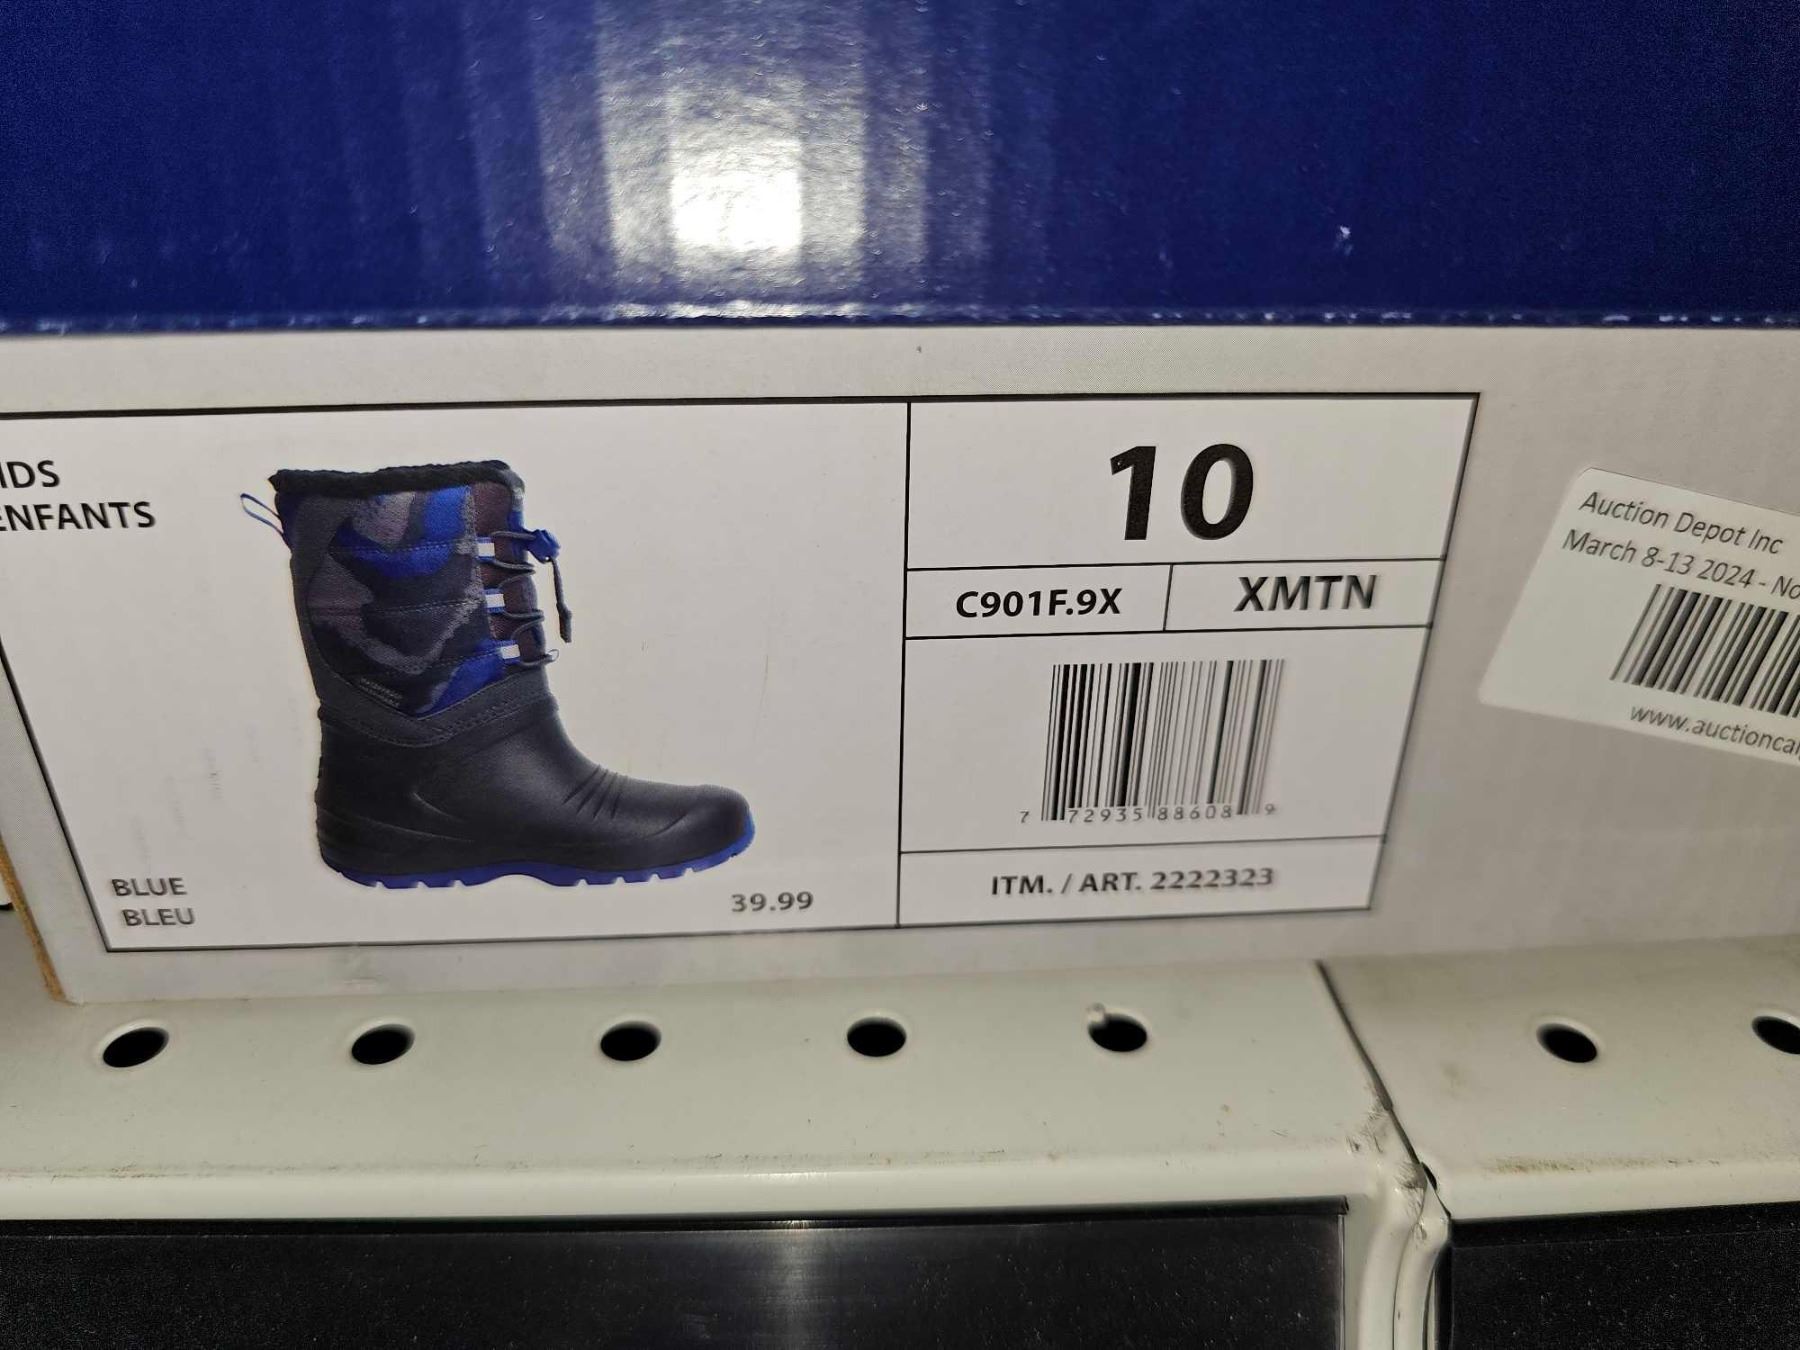 IDS
ENFANTS
BLUE
BLEU
39.99
10
C901F.9X
XMTN
7 72935 88608 9
ITM. / ART. 2222323
Auction Depot Inc
March 8-13 2024 - No
www.auctioncal